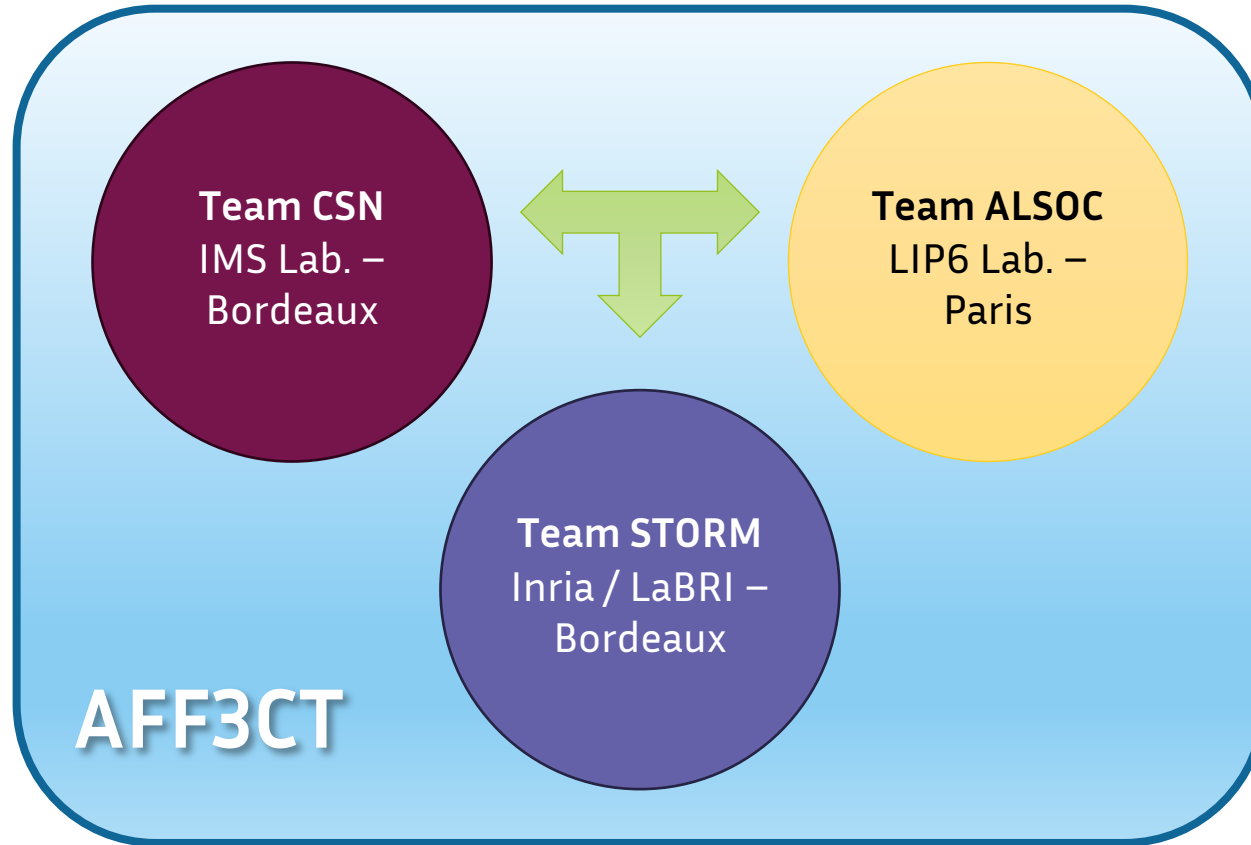 Team CSN
IMS Lab. –
Bordeaux
Team ALSOC
LIP6 Lab. –
Paris
Team STORM
Inria / LaBRI –
Bordeaux
AFF3CT